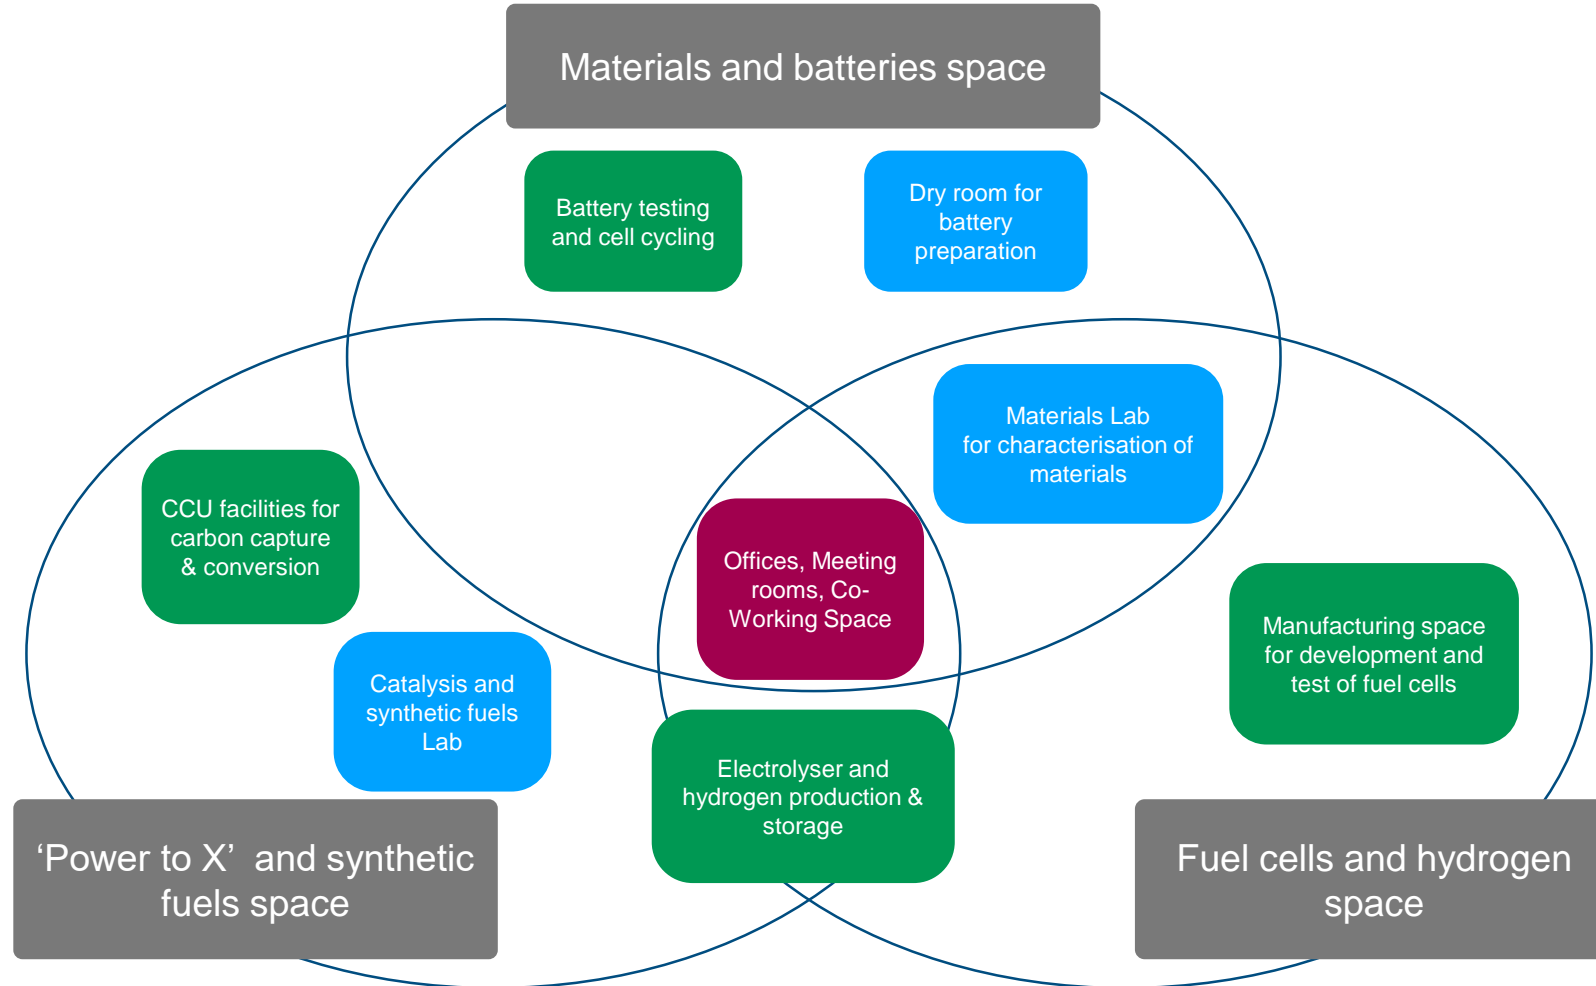 Materials and batteries space
Battery testing
and cell cycling
Dry room for
battery
preparation
Materials Lab
for characterisation of
materials
CCU facilities for
carbon capture
& conversion
Offices, Meeting
rooms, Co-
Working Space
Manufacturing space
for development and
test of fuel cells
Catalysis and
synthetic fuels
Lab
Electrolyser and
hydrogen production &
storage
‘Power to X’  and synthetic
fuels space
Fuel cells and hydrogen
space